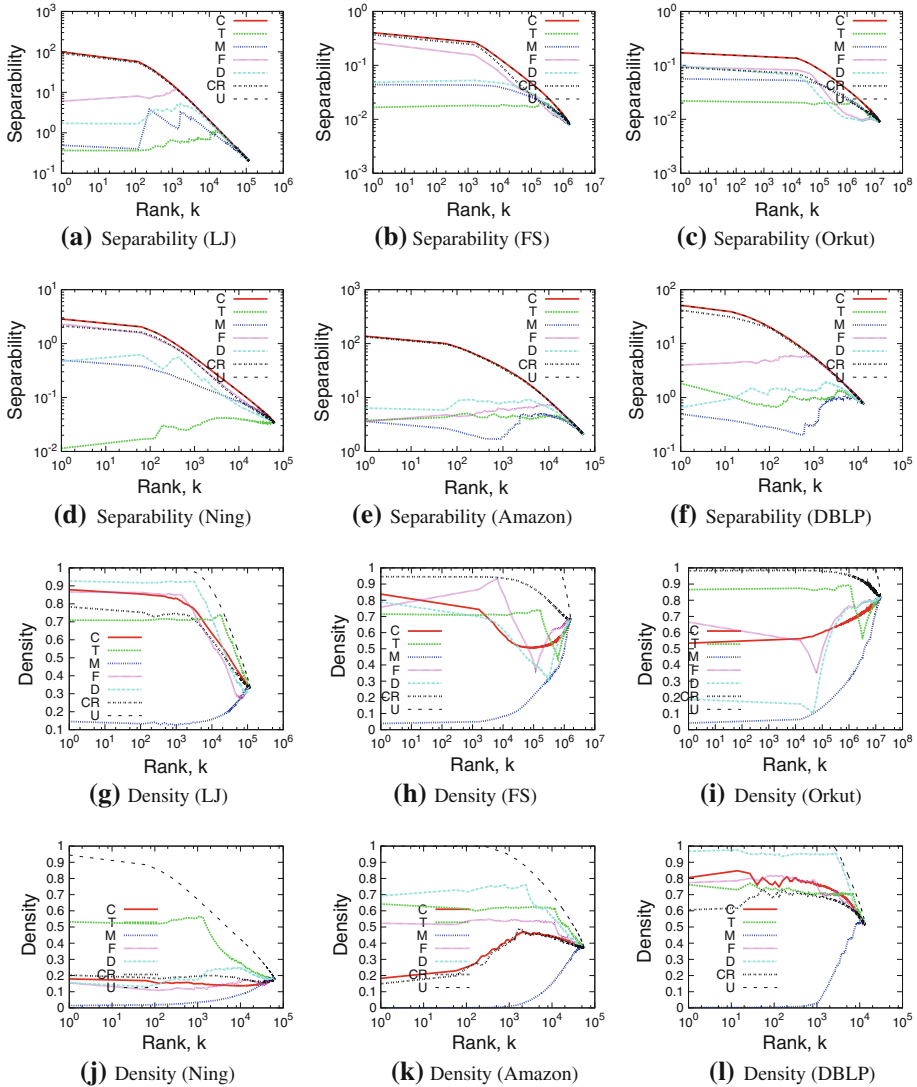 Separability
10^3
10^2
10^1
10^0
10^-1
10^0 10^1 10^2 10^3 10^4 10^5 10^6
C
T
M
F
D
CR
U
Rank, k
(a) Separability (LJ)
Separability
10^0
10^-1
10^-2
10^-3
10^0 10^1 10^2 10^3 10^4 10^5 10^6 10^7
C
T
M
F
D
CR
U
Rank, k
(b) Separability (FS)
Separability
10^0
10^-1
10^-2
10^-3
10^0 10^1 10^2 10^3 10^4 10^5 10^6 10^7 10^8
C
T
M
F
D
CR
U
Rank, k
(c) Separability (Orkut)
Separability
10^1
10^0
10^-1
10^-2
10^0 10^1 10^2 10^3 10^4 10^5
C
T
M
F
D
CR
U
Rank, k
(d) Separability (Ning)
Separability
10^3
10^2
10^1
10^0
10^0 10^1 10^2 10^3 10^4 10^5
C
T
M
F
D
CR
U
Rank, k
(e) Separability (Amazon)
Separability
10^2
10^1
10^0
10^-1
10^0 10^1 10^2 10^3 10^4 10^5
C
T
M
F
D
CR
U
Rank, k
(f) Separability (DBLP)
Density
1
0.9
0.8
0.7
0.6
0.5
0.4
0.3
0.2
0.1
10^0 10^1 10^2 10^3 10^4 10^5 10^6
C
T
M
F
D
CR
U
Rank, k
(g) Density (LJ)
Density
1
0.9
0.8
0.7
0.6
0.5
0.4
0.3
0.2
0.1
0
10^0 10^1 10^2 10^3 10^4 10^5 10^6 10^7
C
T
M
F
D
CR
U
Rank, k
(h) Density (FS)
Density
1
0.9
0.8
0.7
0.6
0.5
0.4
0.3
0.2
0.1
0
10^0 10^1 10^2 10^3 10^4 10^5 10^6 10^7 10^8
C
T
M
F
D
CR
U
Rank, k
(i) Density (Orkut)
Density
1
0.9
0.8
0.7
0.6
0.5
0.4
0.3
0.2
0.1
0
10^0 10^1 10^2 10^3 10^4 10^5
C
T
M
F
D
CR
U
Rank, k
(j) Density (Ning)
Density
1
0.9
0.8
0.7
0.6
0.5
0.4
0.3
0.2
0.1
0
10^0 10^1 10^2 10^3 10^4 10^5
C
T
M
F
D
CR
U
Rank, k
(k) Density (Amazon)
Density
1
0.9
0.8
0.7
0.6
0.5
0.4
0.3
0.2
0.1
0
10^0 10^1 10^2 10^3 10^4 10^5
C
T
M
F
D
CR
U
Rank, k
(l) Density (DBLP)